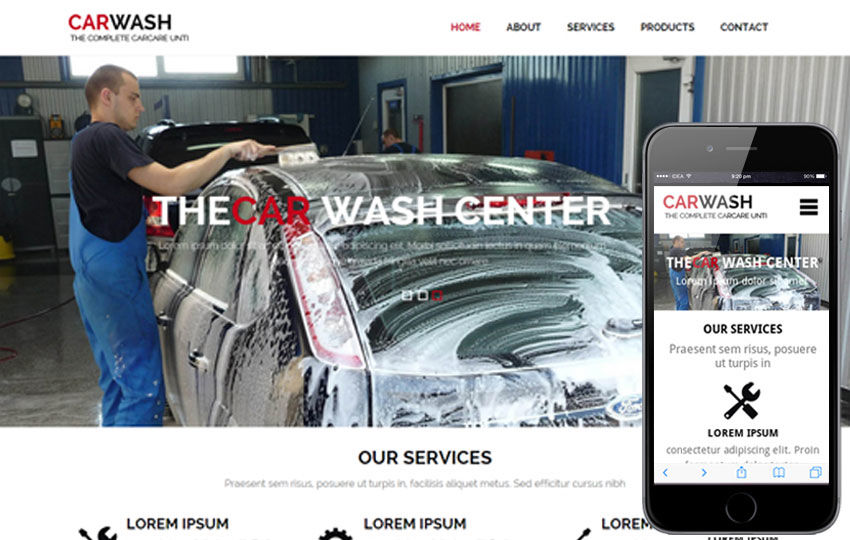 CARWASH
THE COMPLETE CARCARE UNTI
HOME ABOUT SERVICES PRODUCTS CONTACT
THECAR WASH CENTER
Lorem ipsum dolor sit amet, consectetur adipiscing elit. Morbi sollicitudin lectus in quam elementum
gravida fringilla velit nec ornare.
OUR SERVICES
Praesent sem risus, posuere ut turpis in, facilisis aliquet metus. Sed efficitur cursus nibh
LOREM IPSUM
LOREM IPSUM
LOREM
9:20 pm
90%
CARWASH
THE COMPLETE CARCARE UNTI
THECAR WASH CENTER
Lorem ipsum dolor sit amet
OUR SERVICES
Praesent sem risus, posuere
ut turpis in
LOREM IPSUM
consectetur adipiscing elit. Proin